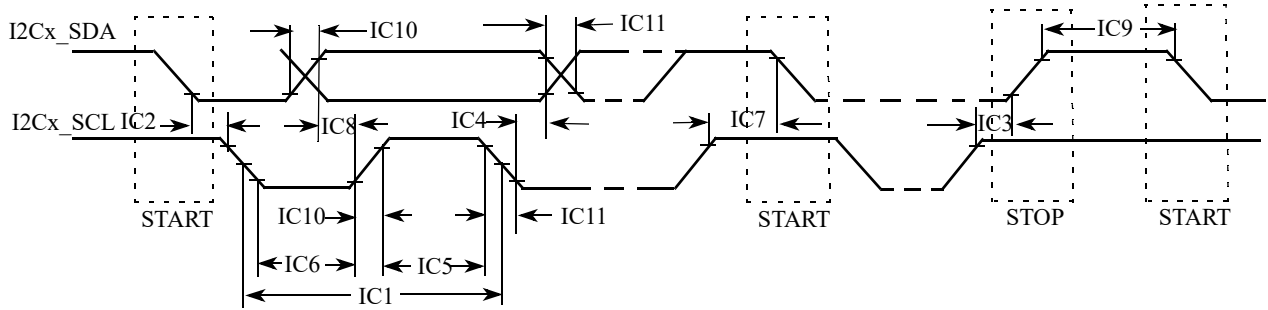 I2Cx_SDA
IC10
IC11
IC9
I2Cx_SCL
IC2
IC8
IC4
IC7
IC3
START
IC10
IC11
START
STOP
START
IC6
IC5
IC1